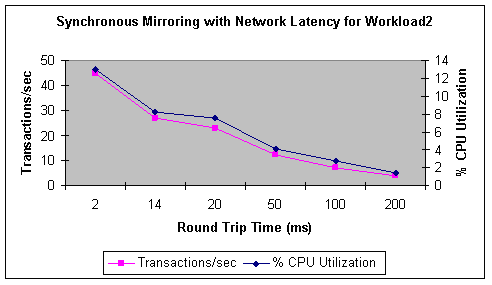 Synchronous Mirroring with Network Latency for Workload2
Transactions/sec
50
40
30
20
10
0
14
12
10
8
6
4
2
0
% CPU Utilization
2 14 20 50 100 200
Round Trip Time (ms)
Transactions/sec % CPU Utilization